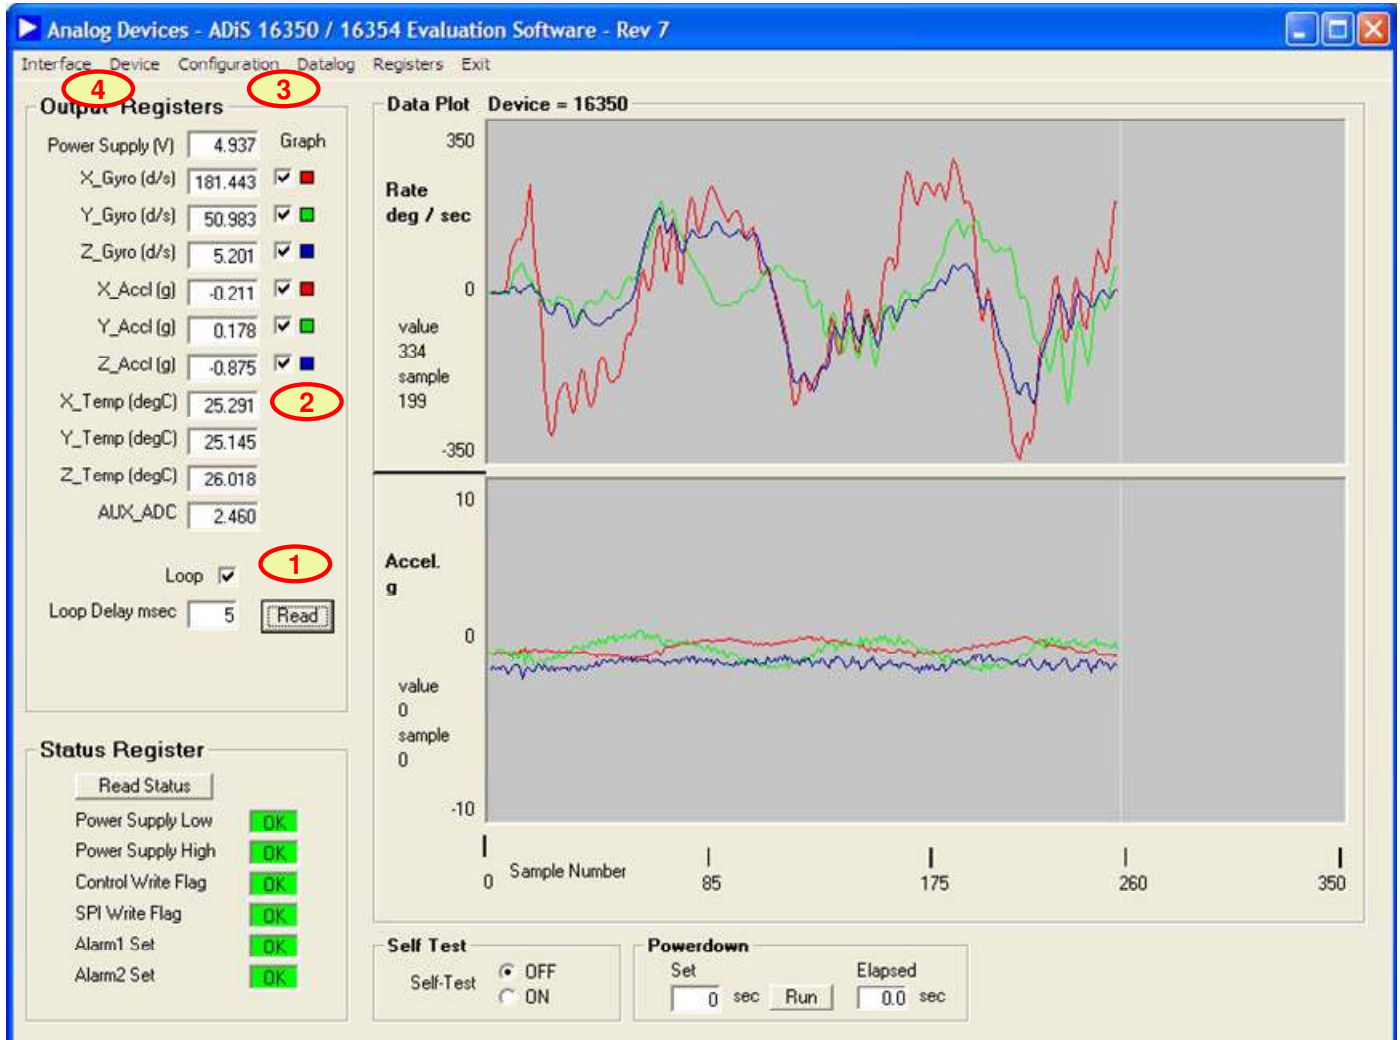 Analog Devices - ADiS 16350 / 16354 Evaluation Software - Rev 7
Interface Device Configuration Datalog Registers Exit
4
3
Output Registers
Power Supply (V) 4.937 Graph
X_Gyro (d/s) 181.443
Y_Gyro (d/s) 50.983
Z_Gyro (d/s) 5.201
X_Accl (g) -0.211
Y_Accl (g) 0.178
Z_Accl (g) -0.875
X_Temp (degC) 25.291 2
Y_Temp (degC) 25.145
Z_Temp (degC) 26.018
AUX_ADC 2.460
1
Loop
Loop Delay msec 5 Read
Status Register
Read Status
Power Supply Low OK
Power Supply High OK
Control Write Flag OK
SPI Write Flag OK
Alarm1 Set OK
Alarm2 Set OK
Data Plot Device = 16350
350
Rate
deg / sec
0
value
334
sample
199
-350
10
Accel.
g
0
value
0
sample
0
-10
Sample Number
0 85 175 260 350
Self Test
Self-Test OFF
ON
Powerdown
Set Elapsed
0 sec Run 0.0 sec